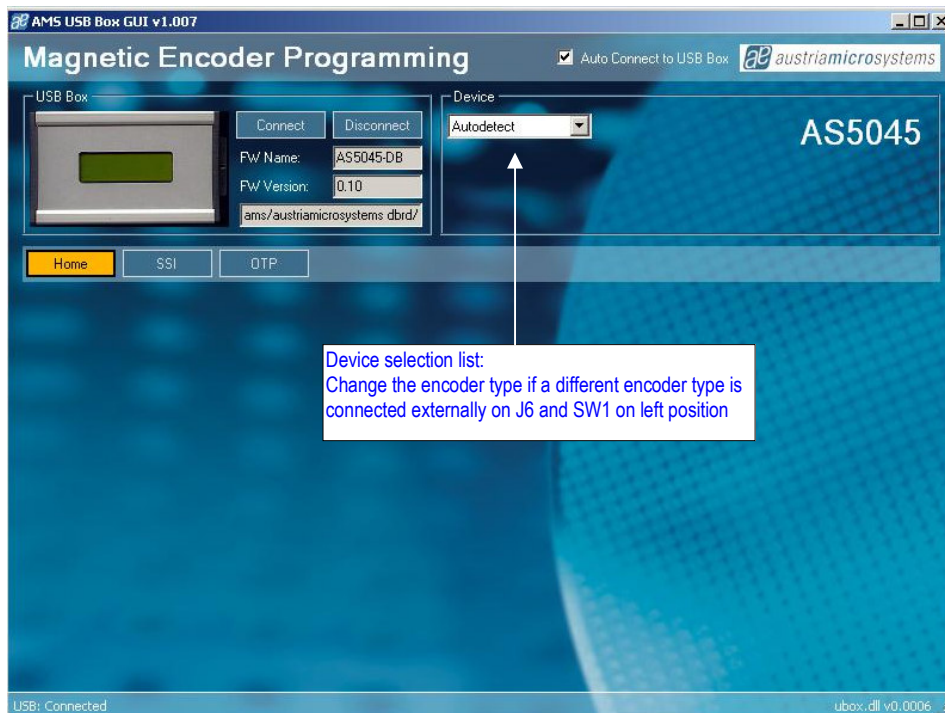 AMS USB Box GUI v1.007
Magnetic Encoder Programming
Auto Connect to USB Box
austriamicrosystems
USB Box
Connect
Disconnect
FW Name:
AS5045-DB
FW Version:
0.10
ams/austriamicrosystems dbrd/
Device
Autodetect
AS5045
Home
SSI
OTP
Device selection list:
Change the encoder type if a different encoder type is
connected externally on J6 and SW1 on left position
USB: Connected
ubox.dll v0.0006